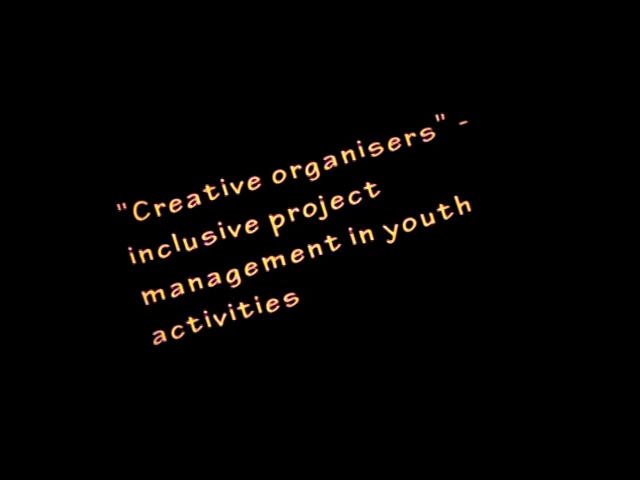 "Creative organisers" -
inclusive project
management in youth
activities